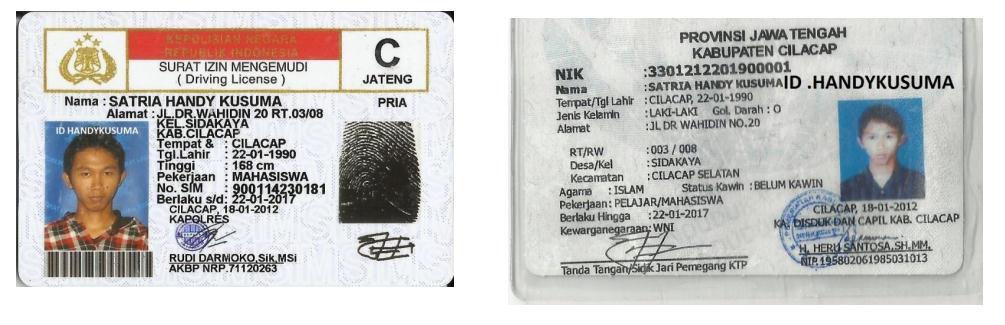 KEPOLISIAN NEGARA
REPUBLIK INDONESIA
SURAT IZIN MENGEMUDI
( Driving License )
C
JATENG
Nama : SATRIA HANDY KUSUMA
PRIA
Alamat : JL.DR.WAHIDIN 20 RT.03/08
KEL.SIDAKAYA
KAB.CILACAP
Tempat & : CILACAP
Tgl.Lahir : 22-01-1990
Tinggi : 168 cm
Pekerjaan : MAHASISWA
No. SIM : 900114230181
Berlaku s/d: 22-01-2017
CILACAP, 18-01-2012
KAPOLRES
RUDI DARMOKO,Sik,MSi
AKBP NRP.71120263
ID HANDYKUSUMA
PROVINSI JAWA TENGAH
KABUPATEN CILACAP
NIK :3301212201900001
Nama :SATRIA HANDY KUSUMA
ID .HANDYKUSUMA
Tempat/Tgl Lahir :CILACAP, 22-01-1990
Jenis Kelamin :LAKI-LAKI Gol. Darah : O
Alamat :JL DR WAHIDIN NO.20
RT/RW :003 / 008
Desa/Kel :SIDAKAYA
Kecamatan :CILACAP SELATAN
Agama : ISLAM Status Kawin :BELUM KAWIN
Pekerjaan: PELAJAR/MAHASISWA
Berlaku Hingga :22-01-2017
Kewarganegaraan: WNI
CILACAP, 18-01-2012
KA. DISDUK DAN CAPIL KAB. CILACAP
H. HERU SANTOSA,SH,MM.
NIP.195802061985031013
Tanda Tangan/Sidik Jari Pemegang KTP